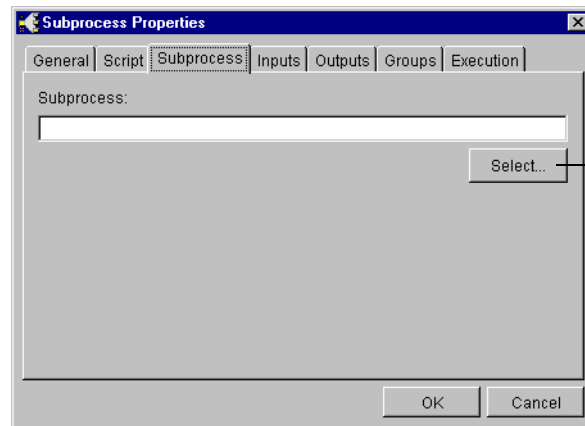 Subprocess Properties
General Script Subprocess Inputs Outputs Groups Execution
Subprocess:
Select...
OK Cancel